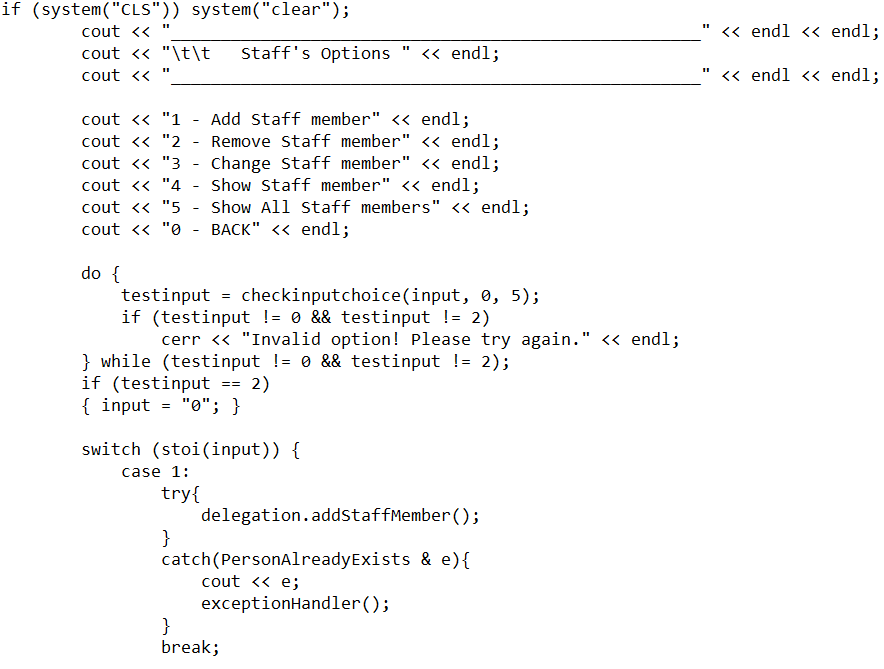 if (system("CLS")) system("clear");
        cout << "_____________________________________________________" << endl << endl;
        cout << "\t\t   Staff's Options " << endl;
        cout << "_____________________________________________________" << endl << endl;

        cout << "1 - Add Staff member" << endl;
        cout << "2 - Remove Staff member" << endl;
        cout << "3 - Change Staff member" << endl;
        cout << "4 - Show Staff member" << endl;
        cout << "5 - Show All Staff members" << endl;
        cout << "0 - BACK" << endl;

        do {
            testinput = checkinputchoice(input, 0, 5);
            if (testinput != 0 && testinput != 2)
                cerr << "Invalid option! Please try again." << endl;
        } while (testinput != 0 && testinput != 2);
        if (testinput == 2)
        { input = "0"; }

        switch (stoi(input)) {
            case 1:
                try{
                    delegation.addStaffMember();
                }
                catch(PersonAlreadyExists & e){
                    cout << e;
                    exceptionHandler();
                }
                break;